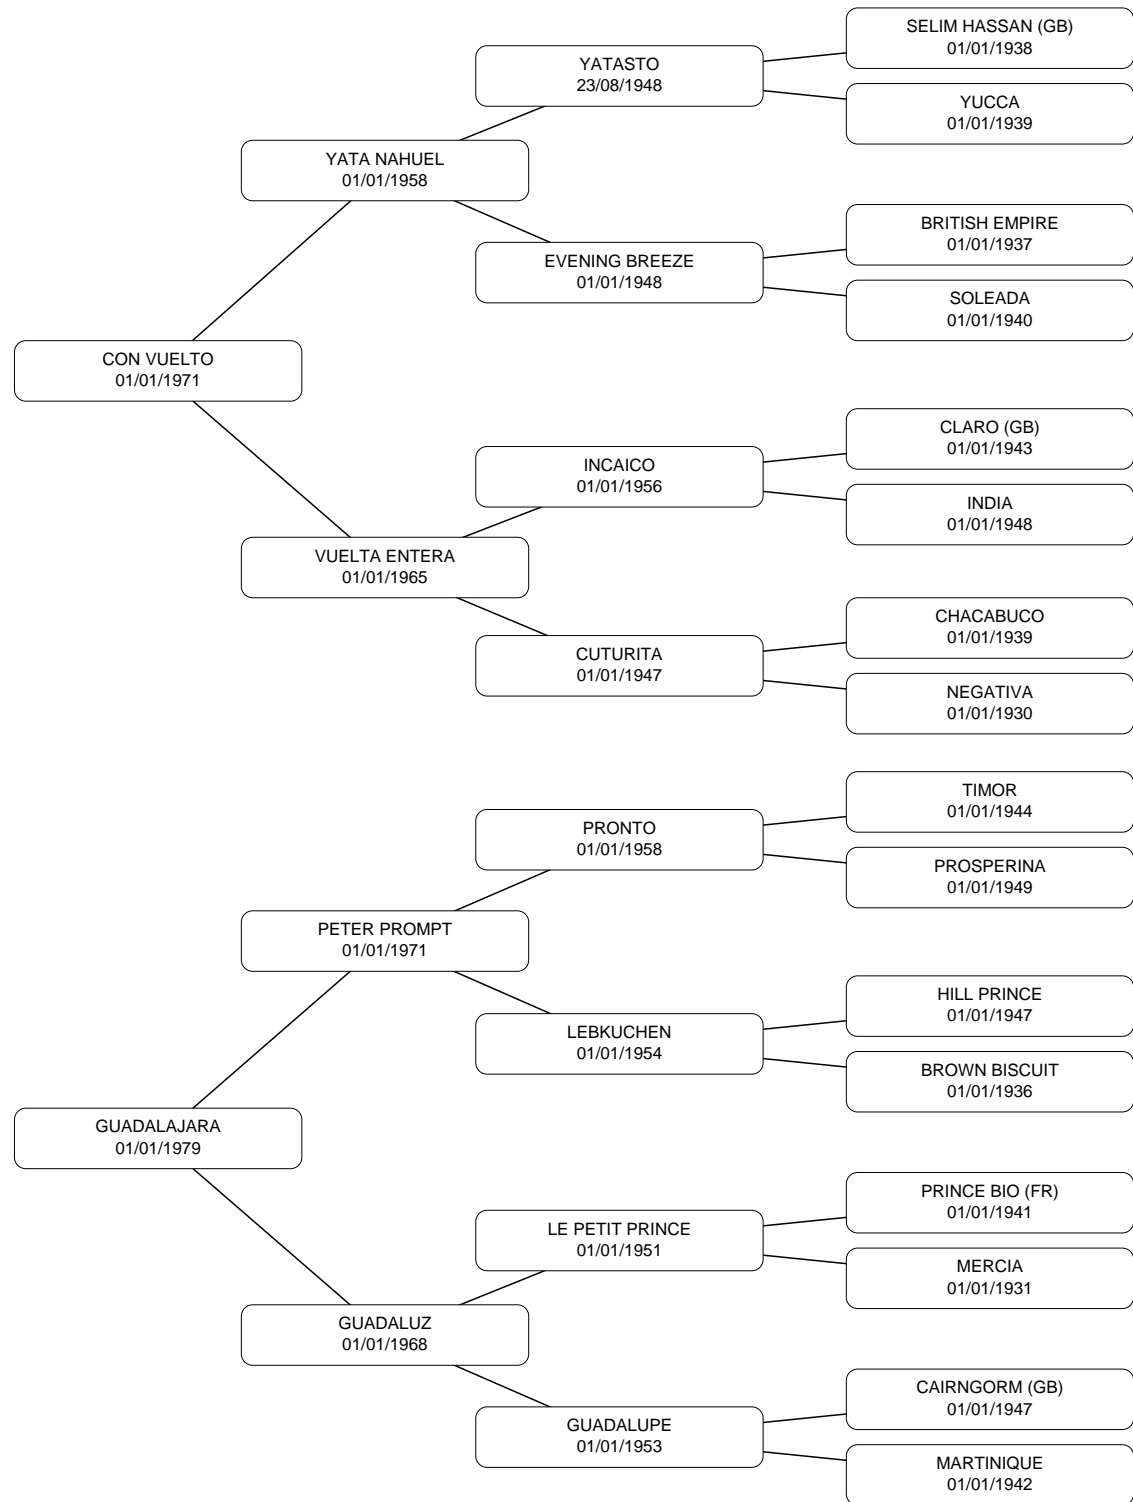 SELIM HASSAN (GB)
01/01/1938
YATASTO
23/08/1948
YUCCA
01/01/1939
YATA NAHUEL
01/01/1958
BRITISH EMPIRE
01/01/1937
EVENING BREEZE
01/01/1948
SOLEADA
01/01/1940
CON VUELTO
01/01/1971
CLARO (GB)
01/01/1943
INCAICO
01/01/1956
INDIA
01/01/1948
VUELTA ENTERA
01/01/1965
CHACABUCO
01/01/1939
CUTURITA
01/01/1947
NEGATIVA
01/01/1930
TIMOR
01/01/1944
PRONTO
01/01/1958
PROSPERINA
01/01/1949
PETER PROMPT
01/01/1971
HILL PRINCE
01/01/1947
LEBKUCHEN
01/01/1954
BROWN BISCUIT
01/01/1936
GUADALAJARA
01/01/1979
PRINCE BIO (FR)
01/01/1941
LE PETIT PRINCE
01/01/1951
MERCIA
01/01/1931
GUADALUZ
01/01/1968
CAIRNGORM (GB)
01/01/1947
GUADALUPE
01/01/1953
MARTINIQUE
01/01/1942